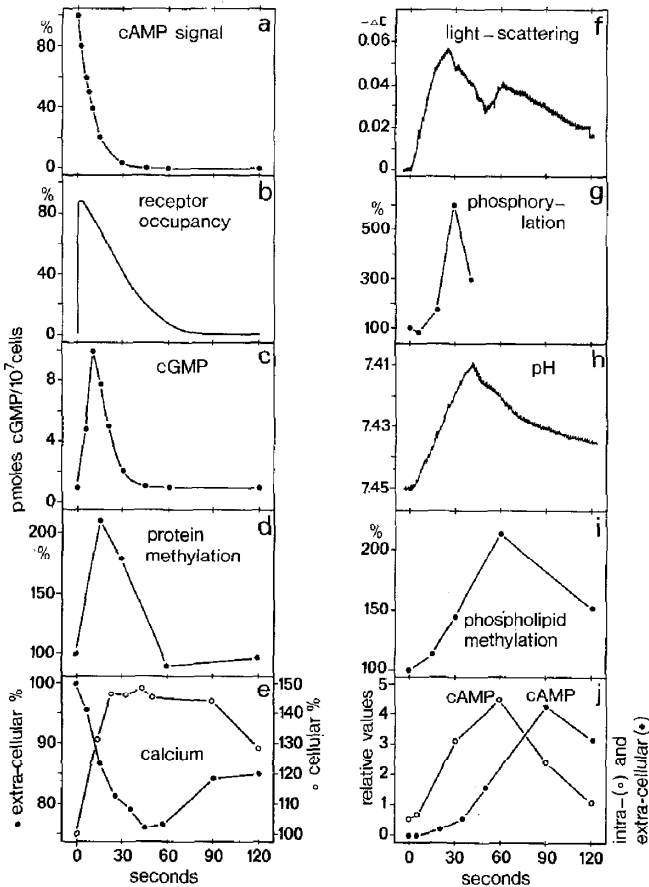 %
cAMP signal
a
80
40
0
%
receptor
occupancy
b
80
40
0
pmoles cGMP/10⁷cells
cGMP
c
8
4
0
protein
methylation
d
200
%
150
100
e
100
90
80
calcium
• extra-cellular %
150
140
130
120
110
100
○ cellular %
0
30
60
90
120
seconds
-ΔE
light-scattering
f
0.06
0.04
0.02
0
%
phosphory-
lation
g
500
300
100
pH
h
7.41
7.43
7.45
%
i
200
150
100
phospholipid
methylation
cAMP
cAMP
j
5
4
3
2
1
0
relative values
intra-(○) and
extra-cellular(•)
0
30
60
90
120
seconds